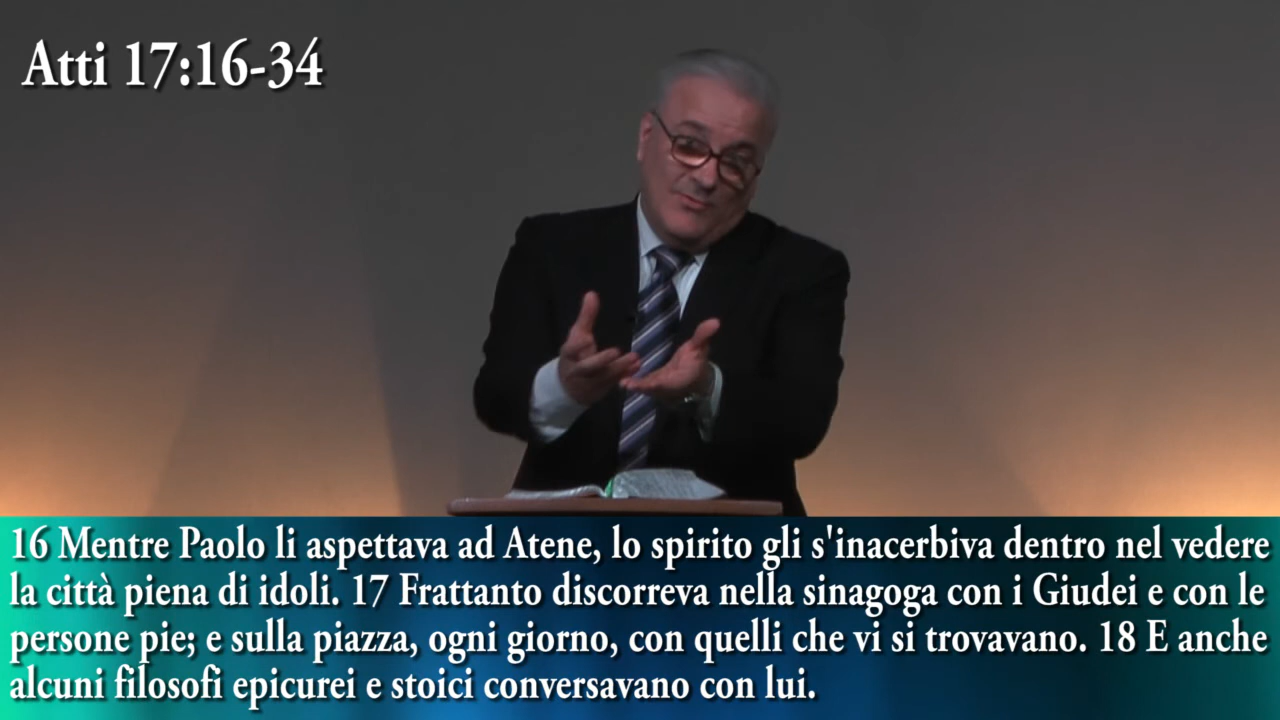 Atti 17:16-34
16 Mentre Paolo li aspettava ad Atene, lo spirito gli s'inacerbiva dentro nel vedere
la città piena di idoli. 17 Frattanto discorreva nella sinagoga con i Giudei e con le
persone pie; e sulla piazza, ogni giorno, con quelli che vi si trovavano. 18 E anche
alcuni filosofi epicurei e stoici conversavano con lui.